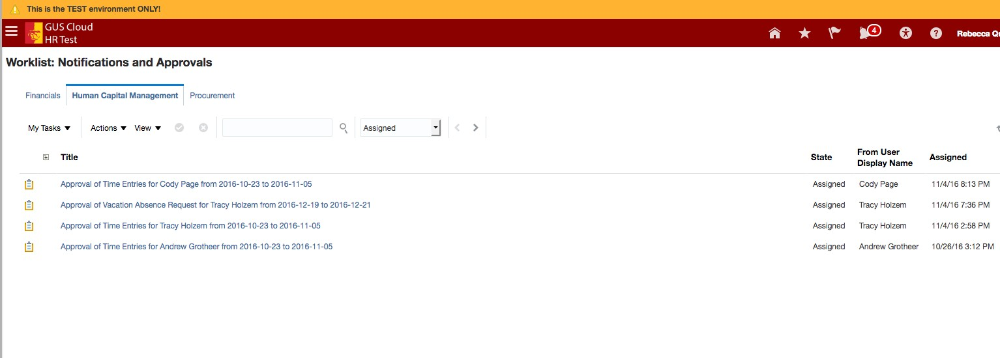 This is the TEST environment ONLY!
GUS Cloud
HR Test
4
Rebecca
Worklist: Notifications and Approvals
Financials Human Capital Management Procurement
My Tasks Actions View Assigned
Title State From User Display Name Assigned
Approval of Time Entries for Cody Page from 2016-10-23 to 2016-11-05 Assigned Cody Page 11/4/16 8:13 PM
Approval of Vacation Absence Request for Tracy Holzem from 2016-12-19 to 2016-12-21 Assigned Tracy Holzem 11/4/16 7:36 PM
Approval of Time Entries for Tracy Holzem from 2016-10-23 to 2016-11-05 Assigned Tracy Holzem 11/4/16 2:58 PM
Approval of Time Entries for Andrew Grotheer from 2016-10-23 to 2016-11-05 Assigned Andrew Grotheer 10/26/16 3:12 PM